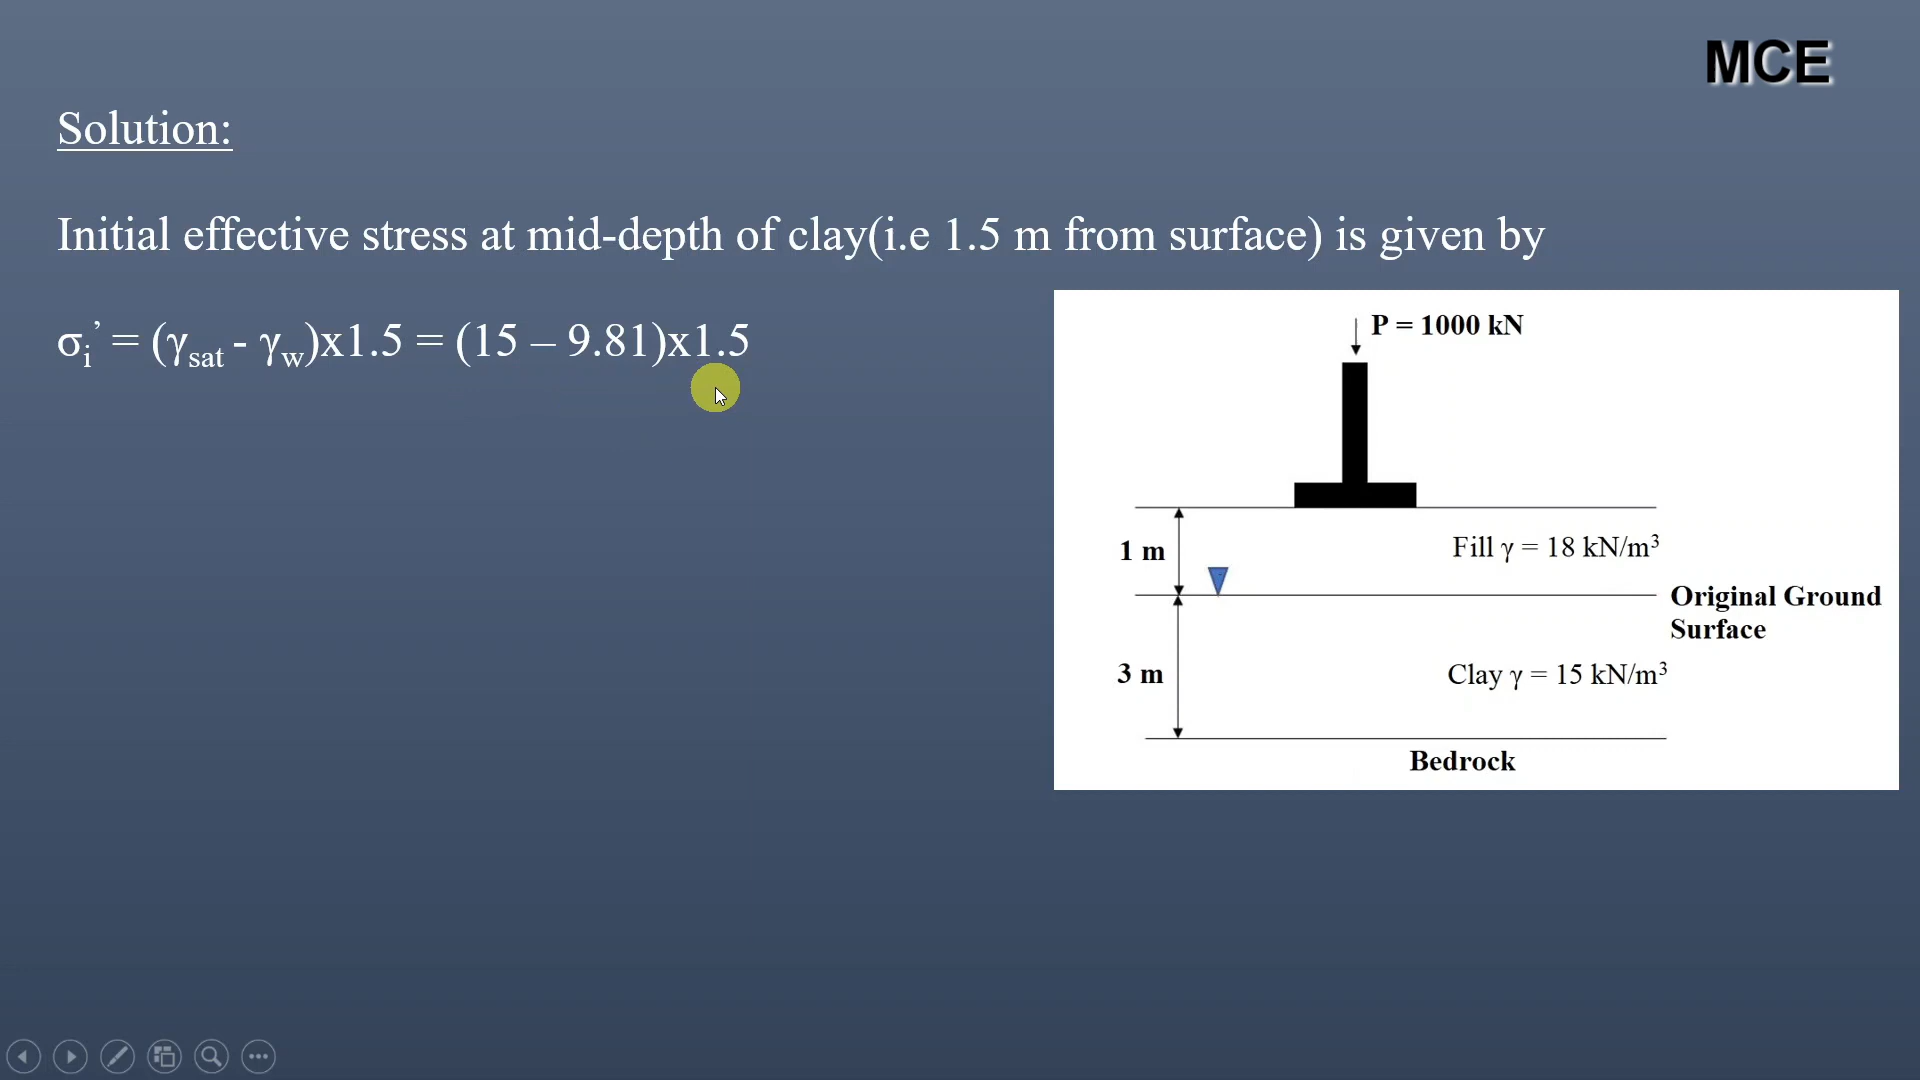 MCE
Solution:
Initial effective stress at mid-depth of clay(i.e 1.5 m from surface) is given by
σᵢ’ = (γsat - γw)x1.5 = (15 – 9.81)x1.5
P = 1000 kN
1 m
Fill γ = 18 kN/m³
Original Ground
Surface
3 m
Clay γ = 15 kN/m³
Bedrock